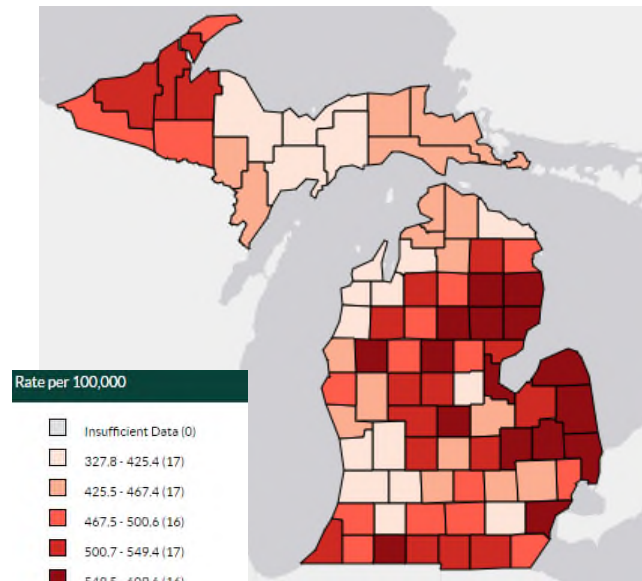 Rate per 100,000
Insufficient Data (0)
327.8 - 425.4 (17)
425.5 - 467.4 (17)
467.5 - 500.6 (16)
500.7 - 549.4 (17)